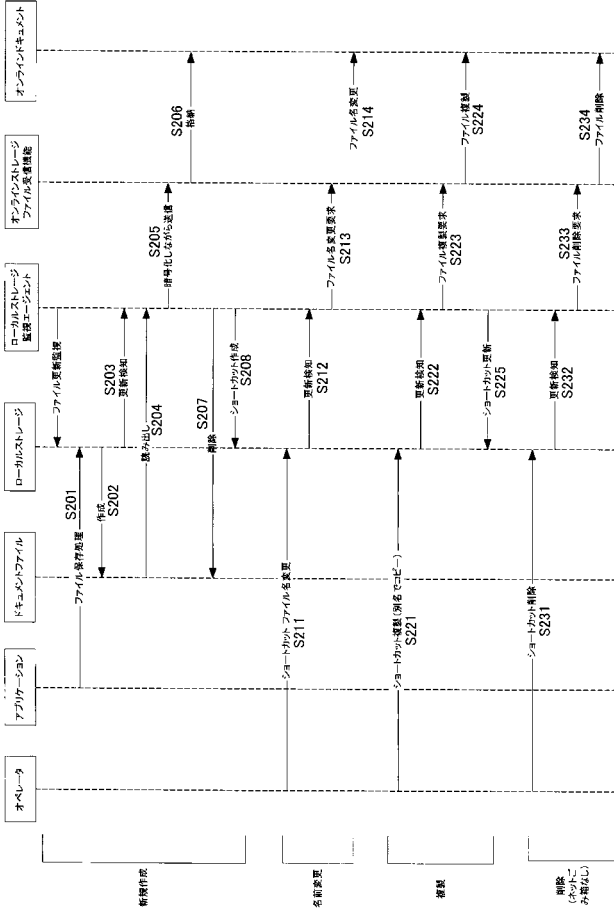 オペレータ
アプリケーション
ドキュメントファイル
ローカルストレージ
ローカルストレージ
監視エージェント
オンラインストレージ
ファイル受信機能
オンラインドキュメント
新規作成
ファイル更新監視
ファイル保存処理
S201
作成
S202
S203
更新検知
読み出し
S204
S205
暗号化しながら送信
S206
格納
S207
削除
ショートカット作成
S208
名前変更
ショートカット ファイル名変更
S211
更新検知
S212
ファイル名変更要求
S213
ファイル名変更
S214
複製
ショートカット複製(別名でコピー)
S221
更新検知
S222
ファイル複製要求
S223
ファイル複製
S224
ショートカット更新
S225
削除
(ネットご
み箱なし)
ショートカット削除
S231
更新検知
S232
S233
ファイル削除要求
S234
ファイル削除